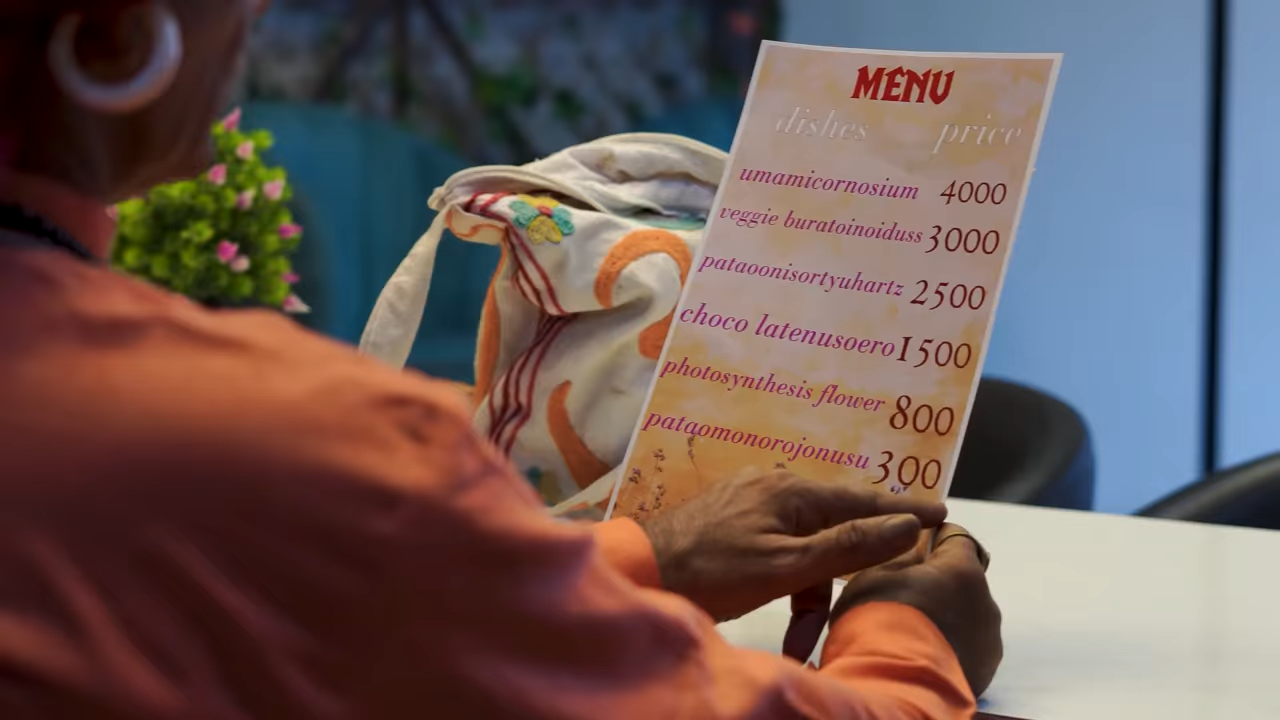 MENU
dishes price
umamicornosium 4000
veggie buratoinoiduss 3000
pataoonisortyuhartz 2500
choco latenusoero 1500
photosynthesis flower 800
pataomonorojonusu 300